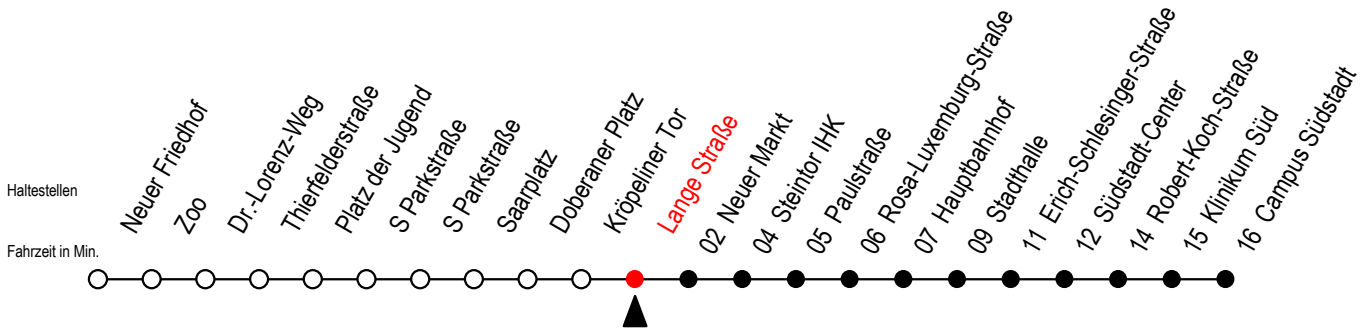 Haltestellen
Fahrzeit in Min.
Neuer Friedhof
Zoo
Dr.-Lorenz-Weg
Thierfelderstraße
Platz der Jugend
S Parkstraße
S Parkstraße
Saarplatz
Doberaner Platz
Kröpeliner Tor
Lange Straße
02 Neuer Markt
04 Steintor IHK
05 Paulstraße
06 Rosa-Luxemburg-Straße
07 Hauptbahnhof
09 Stadthalle
11 Erich-Schlesinger-Straße
12 Südstadt-Center
14 Robert-Koch-Straße
15 Klinikum Süd
16 Campus Südstadt